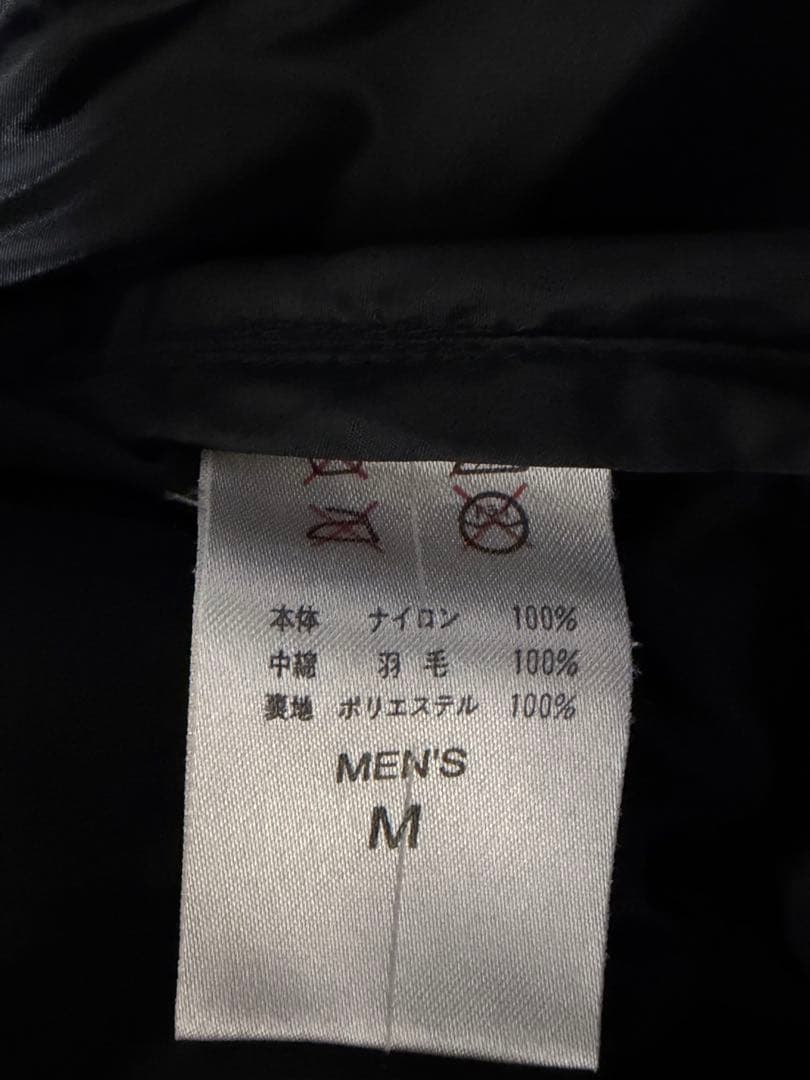 本体 ナイロン 100%
中綿 羽毛 100%
裏地 ポリエステル 100%
MEN'S
M